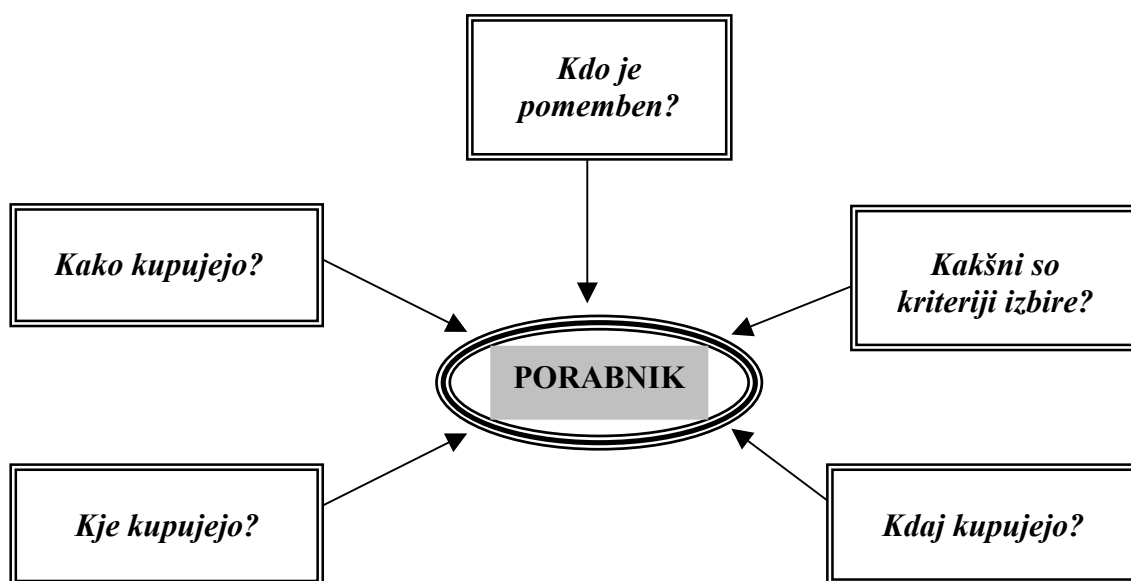 Kdo je
pomemben?
Kako kupujejo?
Kakšni so
kriteriji izbire?
PORABNIK
Kje kupujejo?
Kdaj kupujejo?